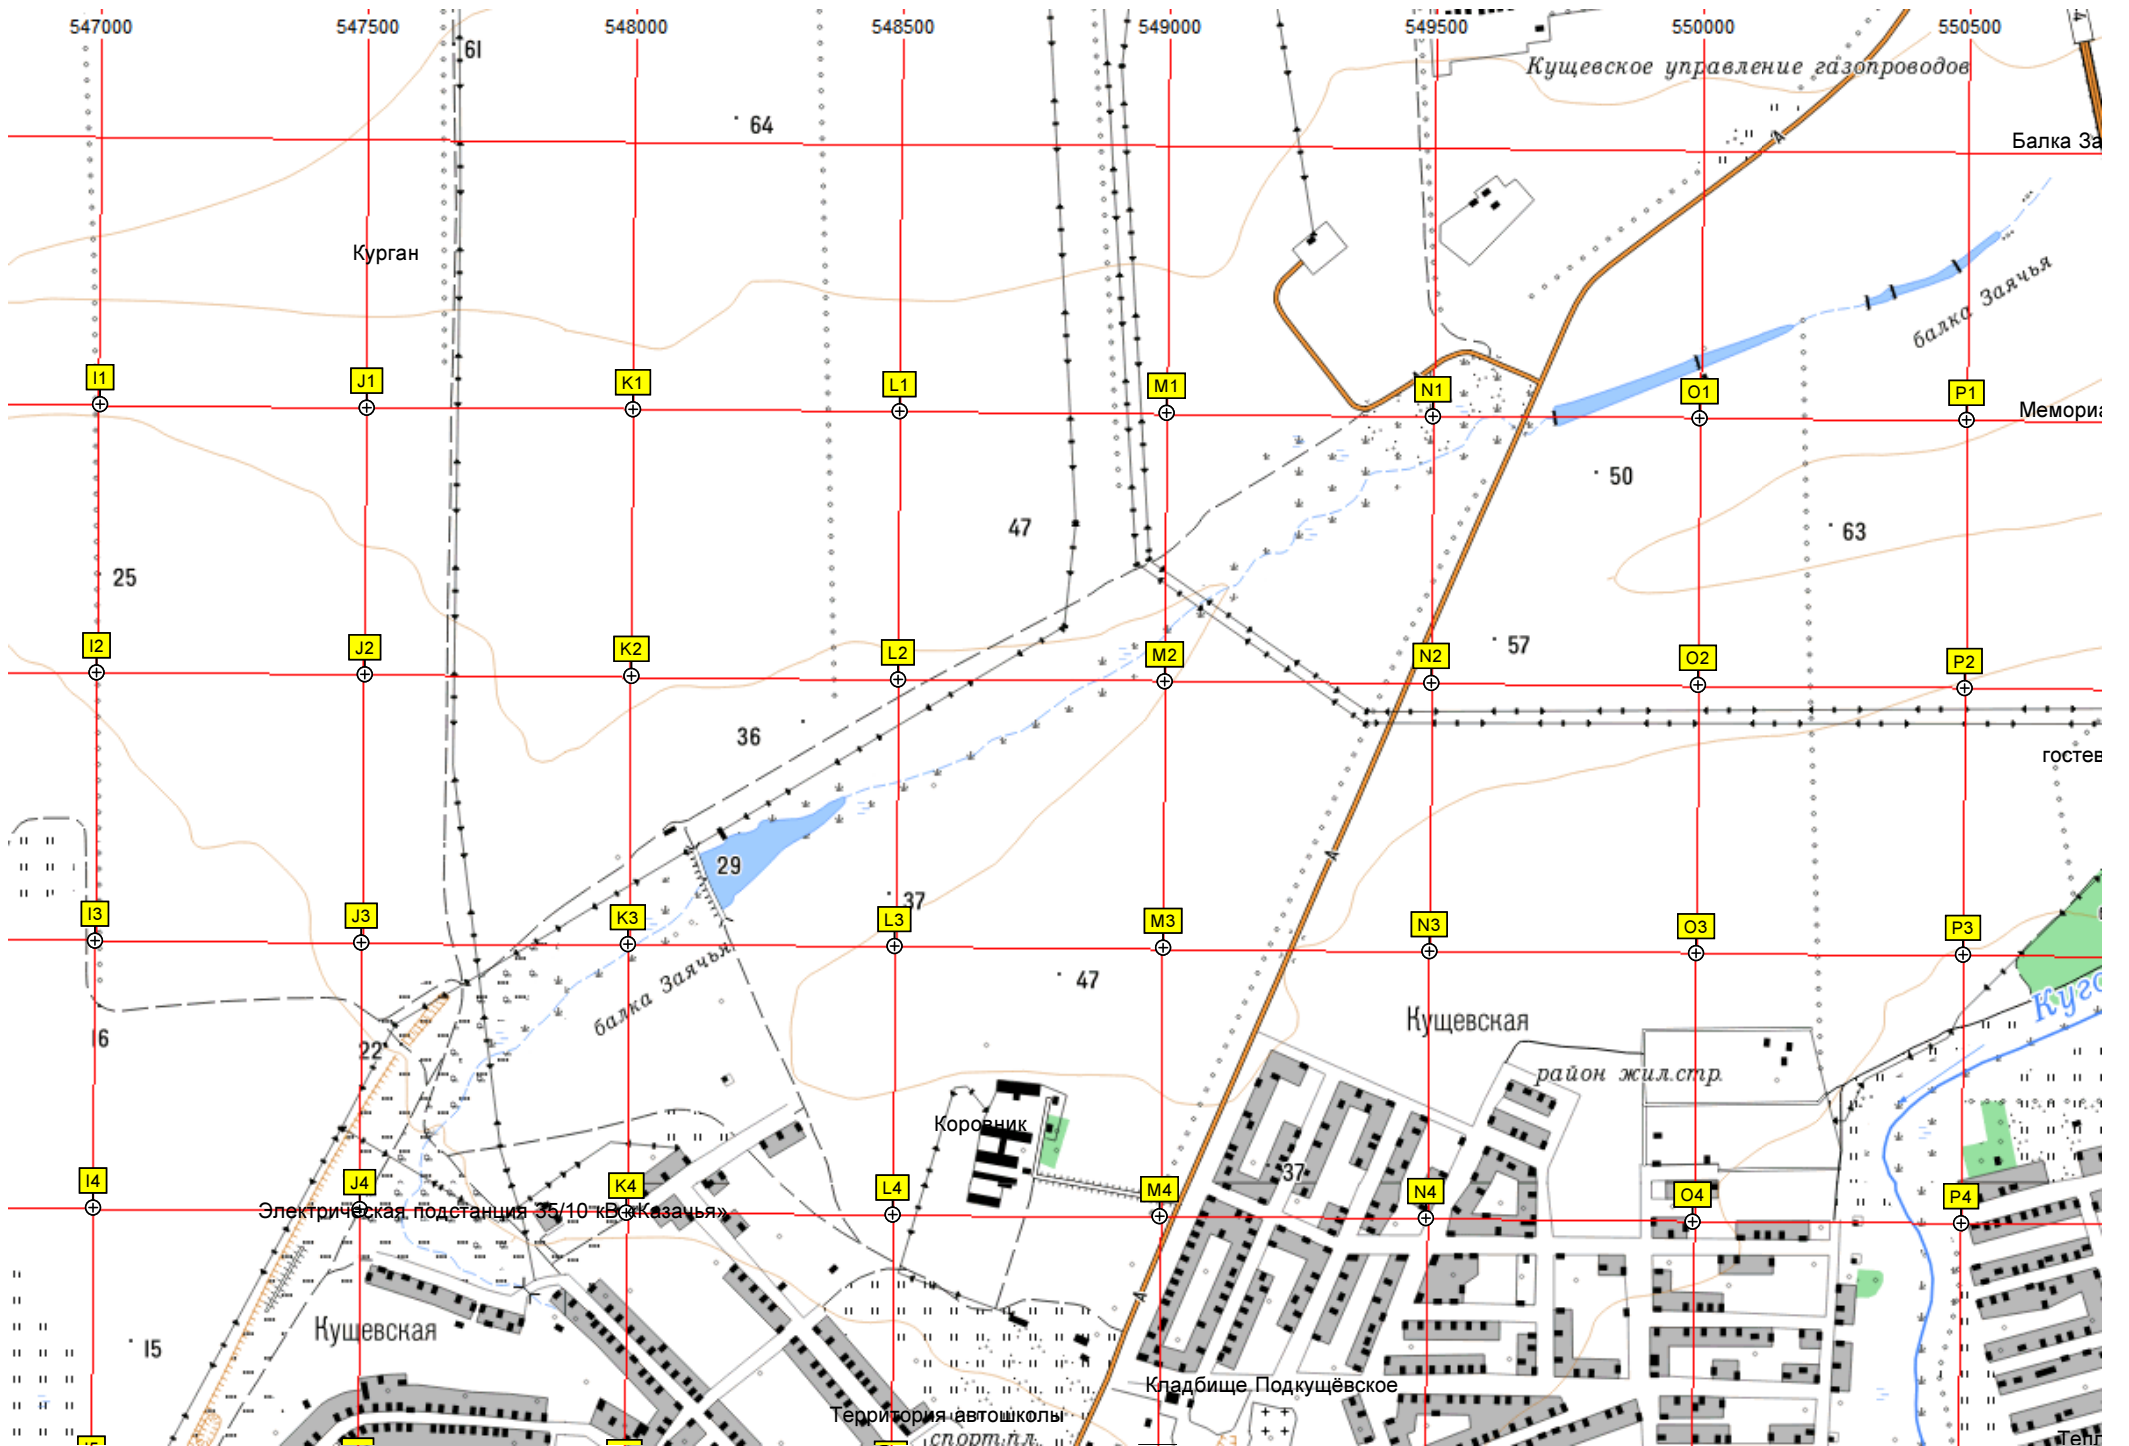 547000 547500 548000 548500 549000 549500 550000 550500
61
Кущевское управление газопроводов
64
Балка За
Курган
балка Заячья
I1 J1 K1 L1 M1 N1 O1 P1
Мемориа
50
47
63
25
57
I2 J2 K2 L2 M2 N2 O2 P2
36
гостев
29
37
I3 J3 K3 L3 M3 N3 O3 P3
47
балка Заячья
Куго
16
22
Кущевская
район жил.стр.
Коровник
37
I4 J4 K4 L4 M4 N4 O4 P4
Электрическая подстанция 35/10 кВ «Казачья»
Кущевская
15
Кладбище Подкущёвское
Территория автошколы
спорт.пл.
Тепл